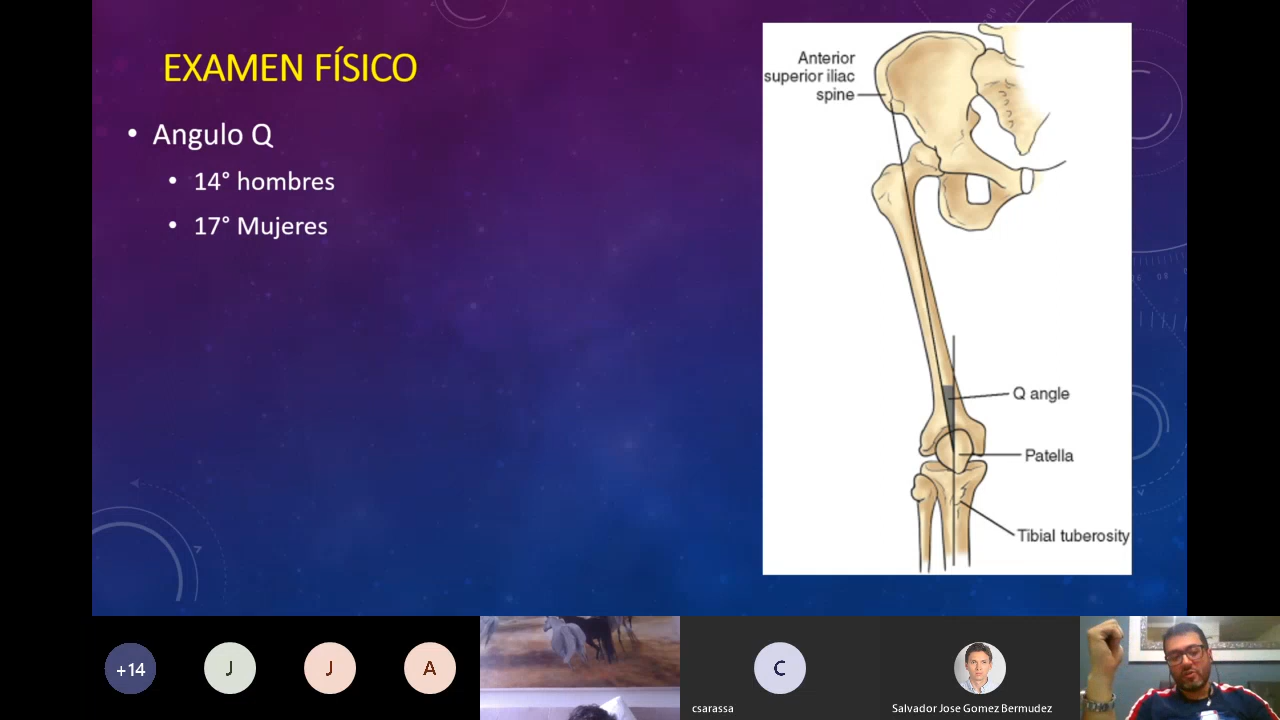 EXAMEN FÍSICO
• Angulo Q
• 14° hombres
• 17° Mujeres
Anterior
superior iliac
spine
Q angle
Patella
Tibial tuberosity
+14
J
J
A
C
csarassa
Salvador Jose Gomez Bermudez